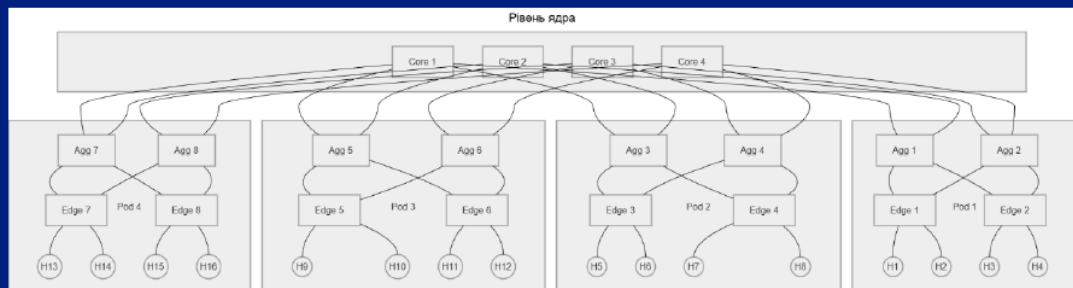 Рівень ядра
Core 1 Core 2 Core 3 Core 4
Agg 7 Agg 8 Agg 5 Agg 6 Agg 3 Agg 4 Agg 1 Agg 2
Edge 7 Pod 4 Edge 8 Edge 5 Pod 3 Edge 6 Edge 3 Pod 2 Edge 4 Edge 1 Pod 1 Edge 2
H13 H14 H15 H16 H9 H10 H11 H12 H5 H6 H7 H8 H1 H2 H3 H4